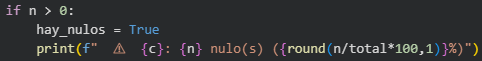 if n > 0:
    hay_nulos = True
    print(f"  ⚠  {c}: {n} nulo(s) ({round(n/total*100,1)}%)")